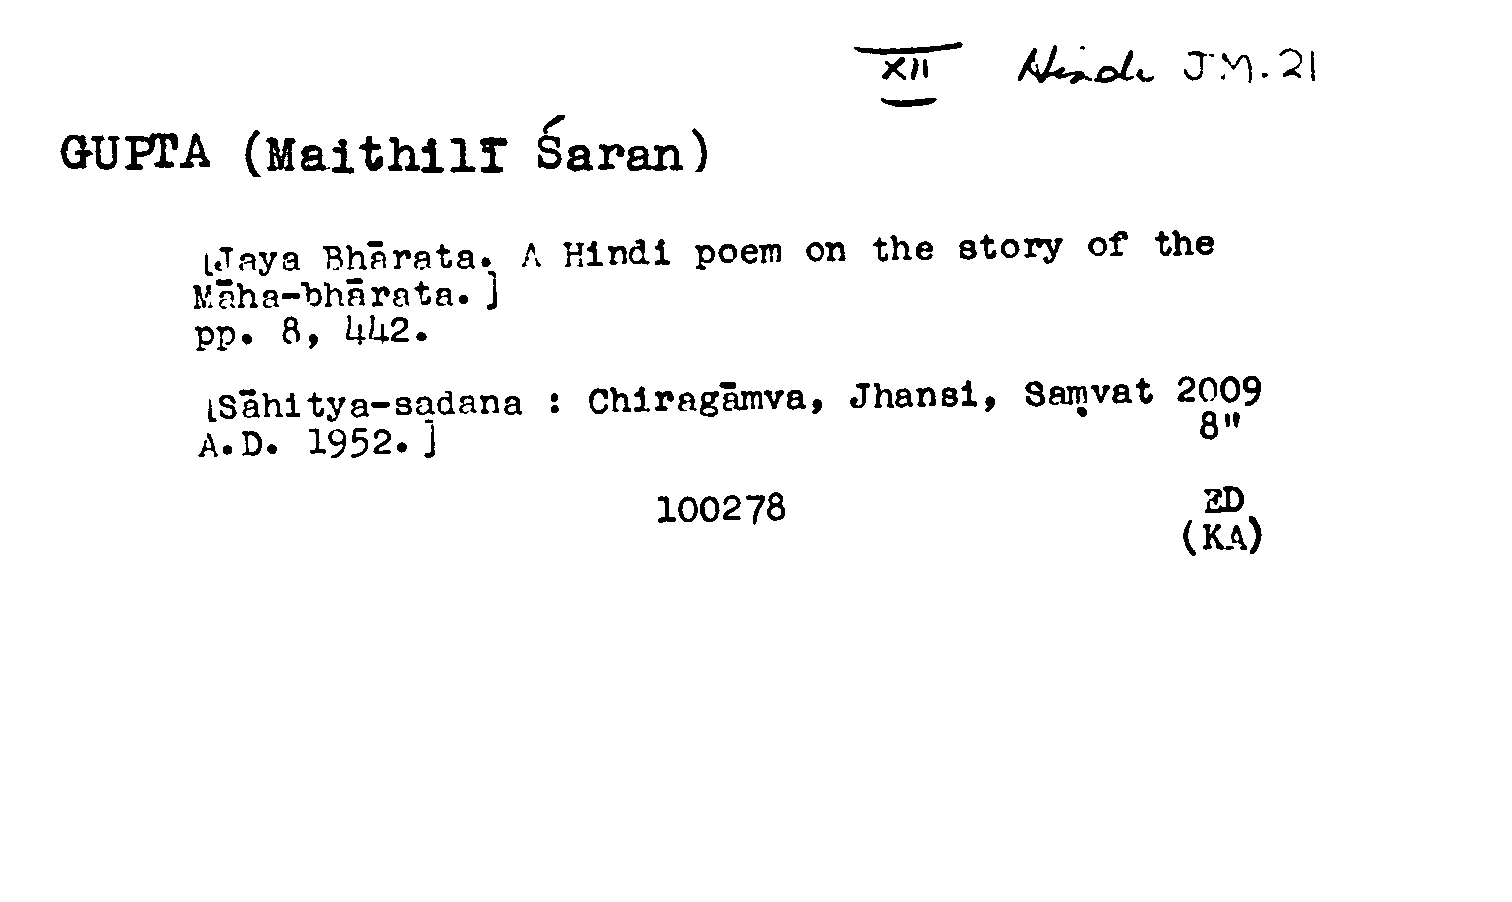 XII Hindi J.M.21
GUPTA (Maithilī Śaran)
[Jaya Bhārata. A Hindi poem on the story of the
Māha-bhārata.]
pp. 8, 442.
[Sāhitya-sadana : Chiragāmva, Jhansi, Saṃvat 2009
A.D. 1952.]
8"
100278
ED
(KA)